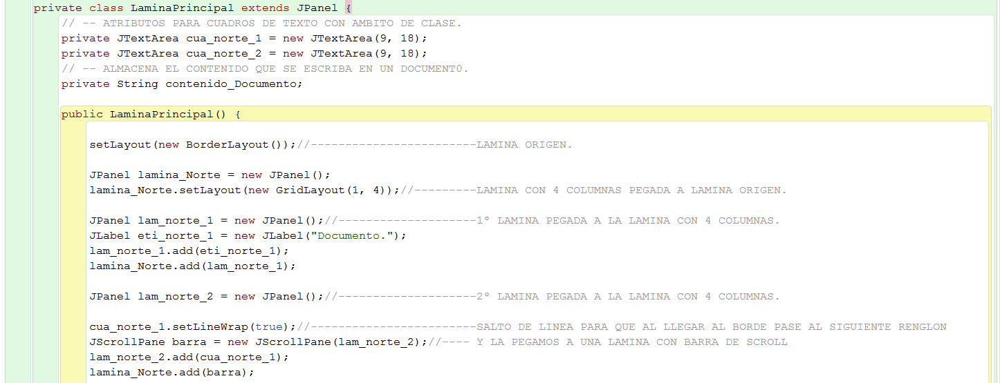 private class LaminaPrincipal extends JPanel {
// -- ATRIBUTOS PARA CUADROS DE TEXTO CON AMBITO DE CLASE.
private JTextArea cua_norte_1 = new JTextArea(9, 18);
private JTextArea cua_norte_2 = new JTextArea(9, 18);
// -- ALMACENA EL CONTENIDO QUE SE ESCRIBA EN UN DOCUMENT0.
private String contenido_Documento;
public LaminaPrincipal() {
setLayout(new BorderLayout());//------------------------LAMINA ORIGEN.
JPanel lamina_Norte = new JPanel();
lamina_Norte.setLayout(new GridLayout(1, 4));//---------LAMINA CON 4 COLUMNAS PEGADA A LAMINA ORIGEN.
JPanel lam_norte_1 = new JPanel();//--------------------1º LAMINA PEGADA A LA LAMINA CON 4 COLUMNAS.
JLabel eti_norte_1 = new JLabel("Documento.");
lam_norte_1.add(eti_norte_1);
lamina_Norte.add(lam_norte_1);
JPanel lam_norte_2 = new JPanel();//--------------------2º LAMINA PEGADA A LA LAMINA CON 4 COLUMNAS.
cua_norte_1.setLineWrap(true);//------------------------SALTO DE LINEA PARA QUE AL LLEGAR AL BORDE PASE AL SIGUIENTE RENGLON
JScrollPane barra = new JScrollPane(lam_norte_2);//---- Y LA PEGAMOS A UNA LAMINA CON BARRA DE SCROLL
lam_norte_2.add(cua_norte_1);
lamina_Norte.add(barra);